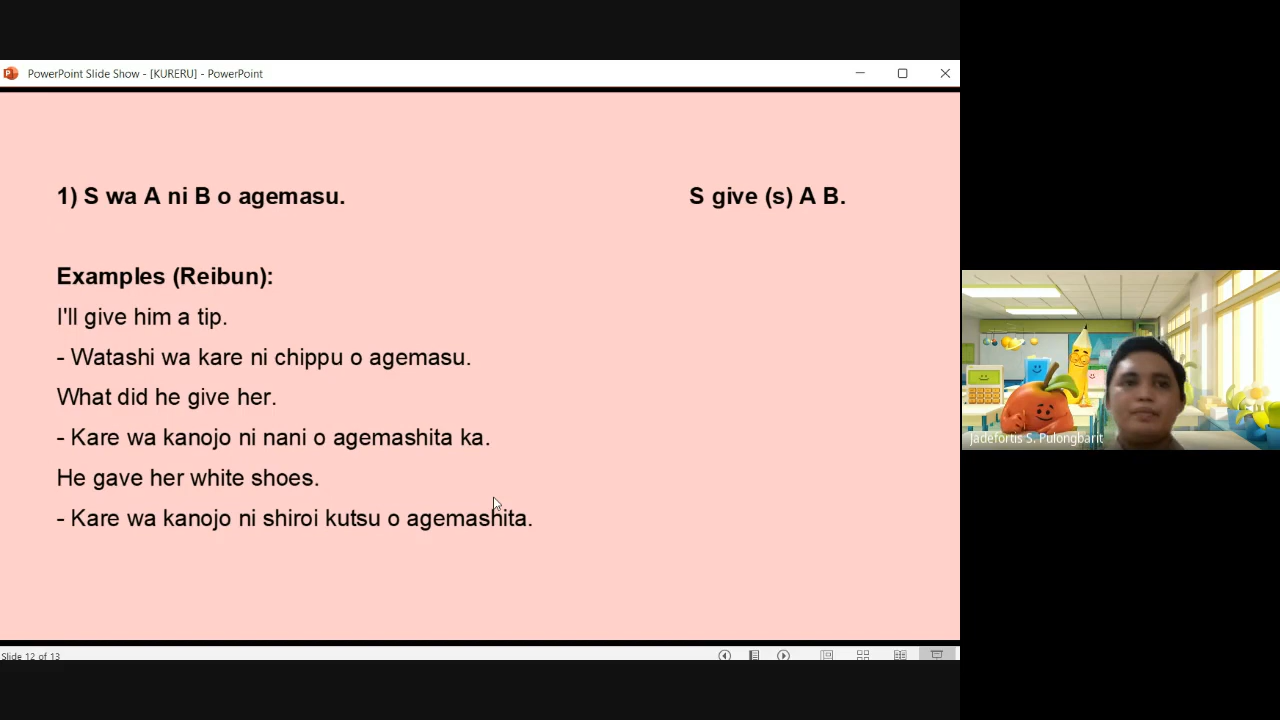 PowerPoint Slide Show - [KURERU] - PowerPoint
1) S wa A ni B o agemasu. S give (s) A B.
Examples (Reibun):
I'll give him a tip.
- Watashi wa kare ni chippu o agemasu.
What did he give her.
- Kare wa kanojo ni nani o agemashita ka.
He gave her white shoes.
- Kare wa kanojo ni shiroi kutsu o agemashita.
Jadefortis S. Pulongbarit
Slide 12 of 13